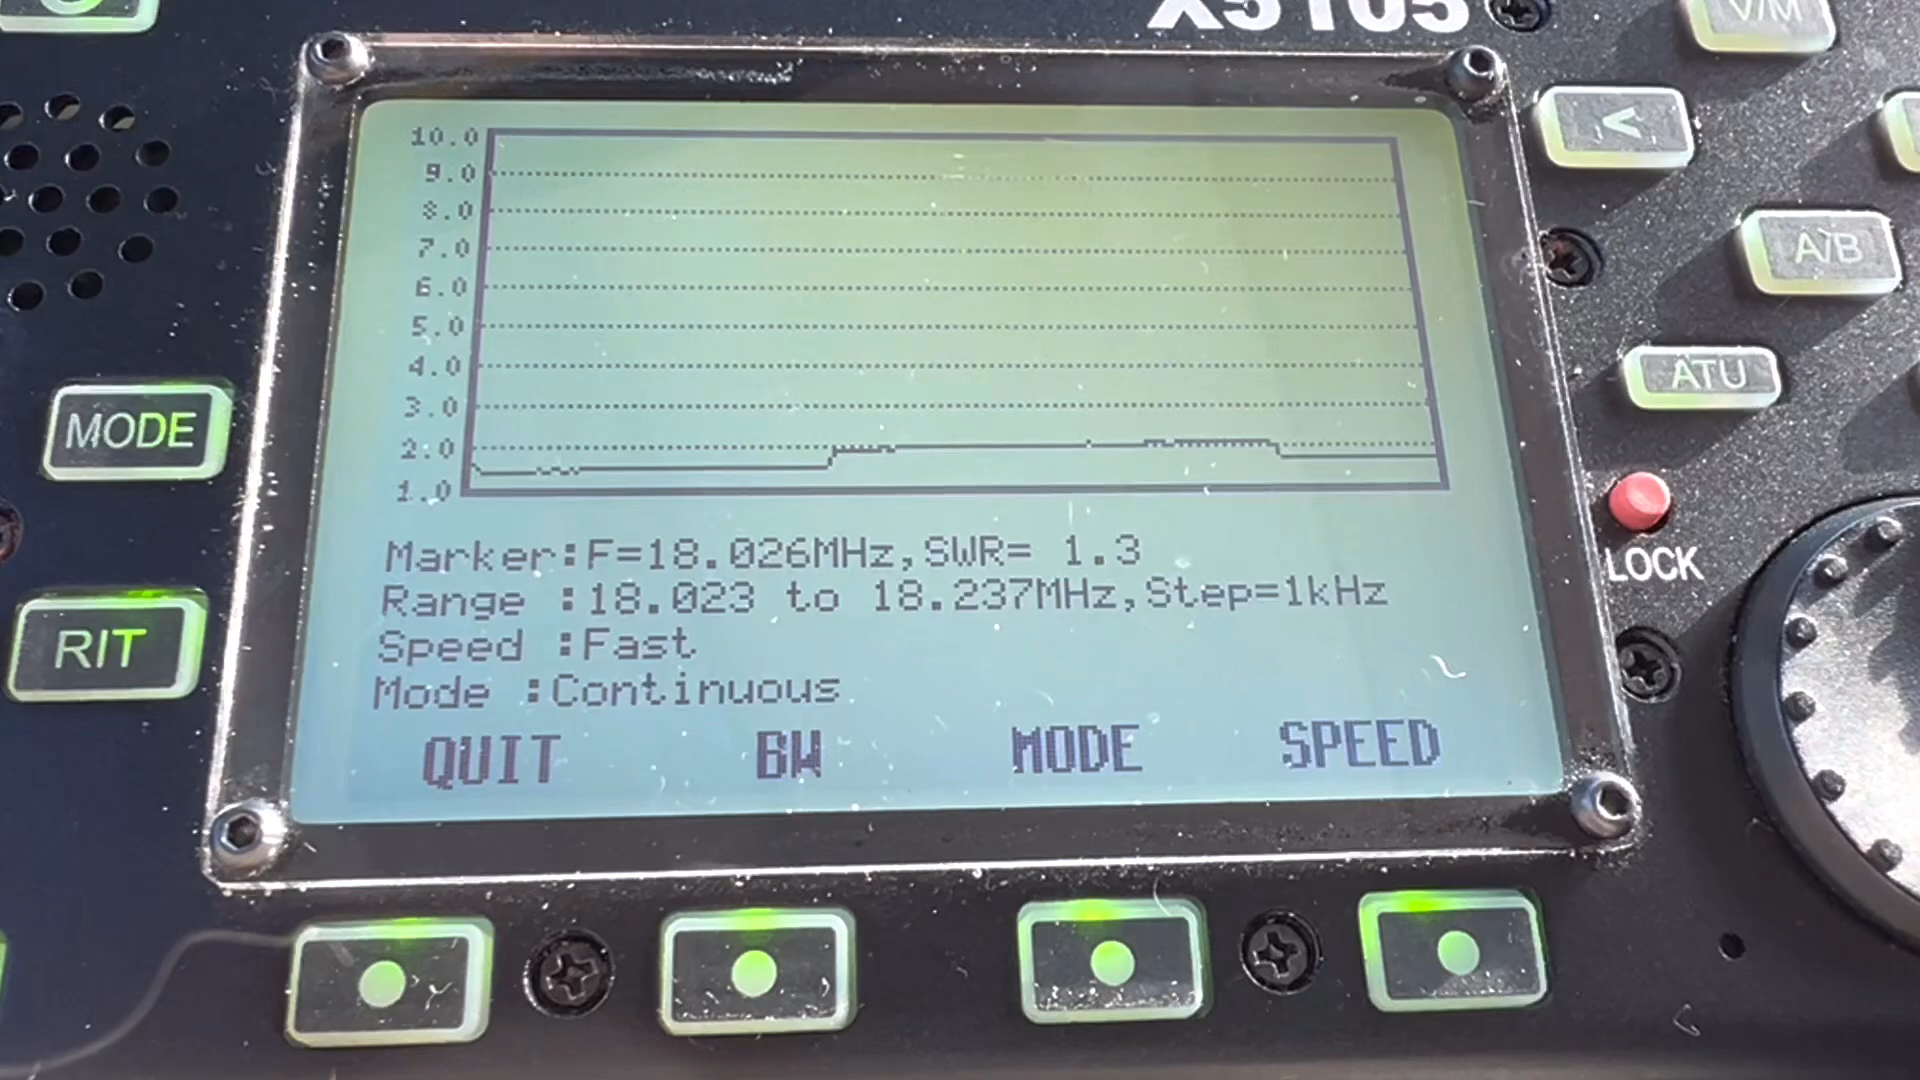 X5105
V/M
<
A/B
ATU
LOCK
MODE
RIT
10.0
9.0
8.0
7.0
6.0
5.0
4.0
3.0
2.0
1.0
Marker:F=18.026MHz,SWR= 1.3
Range :18.023 to 18.237MHz,Step=1kHz
Speed :Fast
Mode :Continuous
QUIT BW MODE SPEED